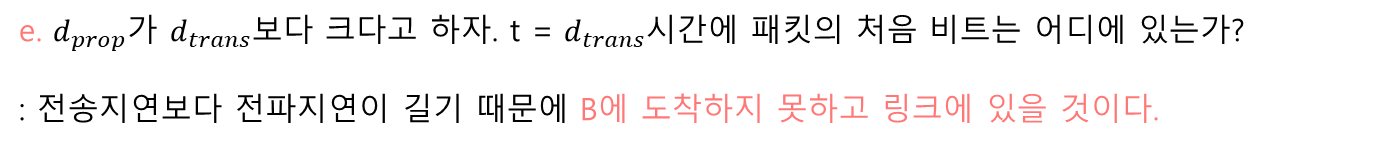 e. d_prop가 d_trans보다 크다고 하자. t = d_trans시간에 패킷의 처음 비트는 어디에 있는가?
: 전송지연보다 전파지연이 길기 때문에 B에 도착하지 못하고 링크에 있을 것이다.